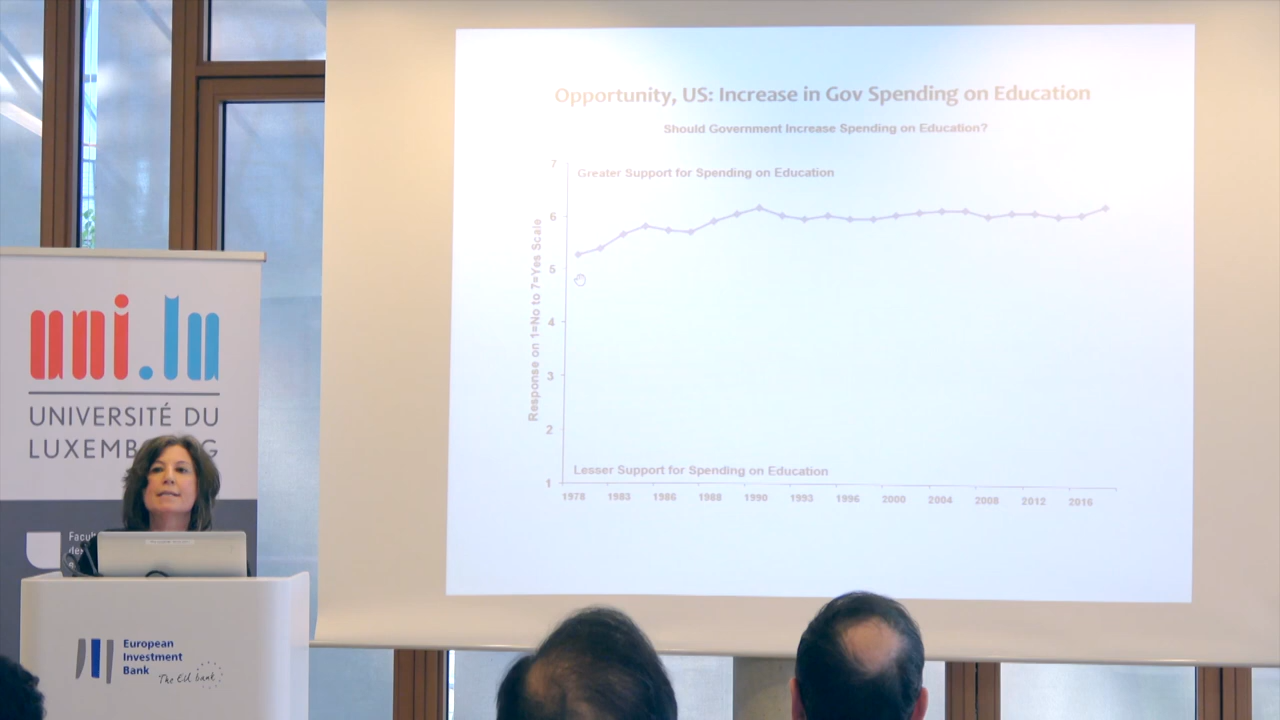 Opportunity, US: Increase in Gov Spending on Education
Should Government Increase Spending on Education?
7
Greater Support for Spending on Education
6
5
4
3
2
1
Response on 1=No to 7=Yes Scale
Lesser Support for Spending on Education
1978 1983 1986 1988 1990 1993 1996 2000 2004 2008 2012 2016
uni.lu
UNIVERSITÉ DU
LUXEMB G
Facul
de
European
Investment
Bank
The EU bank